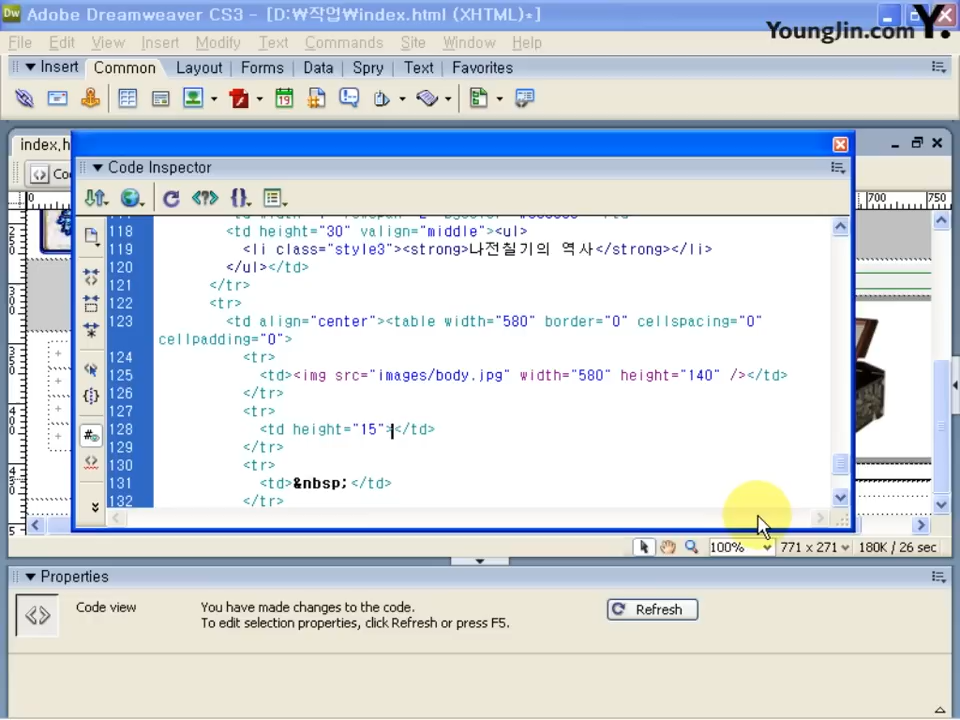 Dw Adobe Dreamweaver CS3 - [D:₩작업₩index.html (XHTML)*]
YoungJin.com Y.
File Edit View Insert Modify Text Commands Site Window Help
Insert Common Layout Forms Data Spry Text Favorites
index.h
Code Inspector
Co
0 700 750
118 <td height="30" valign="middle"><ul>
119 <li class="style3"><strong>나전칠기의 역사</strong></li>
120 </ul></td>
121 </tr>
122 <tr>
123 <td align="center"><table width="580" border="0" cellspacing="0"
cellpadding="0">
124 <tr>
125 <td><img src="images/body.jpg" width="580" height="140" /></td>
126 </tr>
127 <tr>
128 <td height="15"></td>
129 </tr>
130 <tr>
131 <td>&nbsp;</td>
132 </tr>
100% 771 x 271 180K / 26 sec
Properties
Code view
You have made changes to the code.
To edit selection properties, click Refresh or press F5.
Refresh